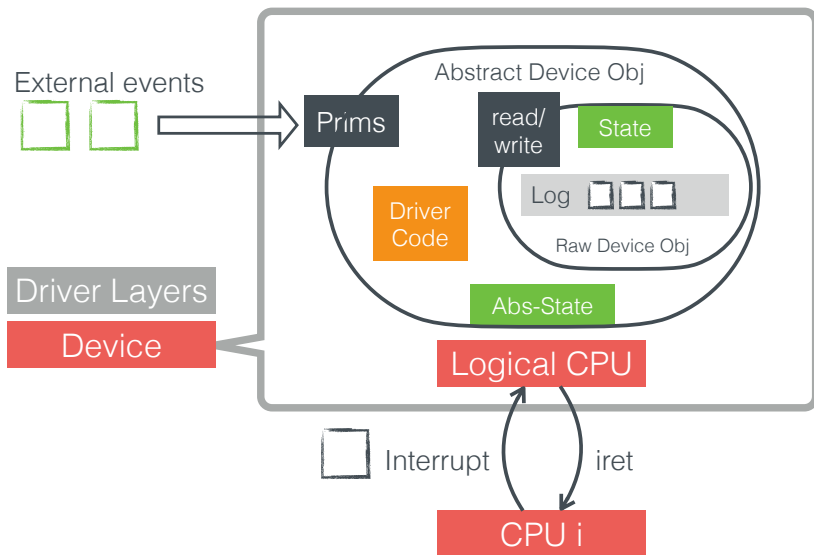 Abstract Device Obj
External events
Prims
read/
write
State
Log
Driver
Code
Raw Device Obj
Driver Layers
Abs-State
Device
Logical CPU
Interrupt
iret
CPU i